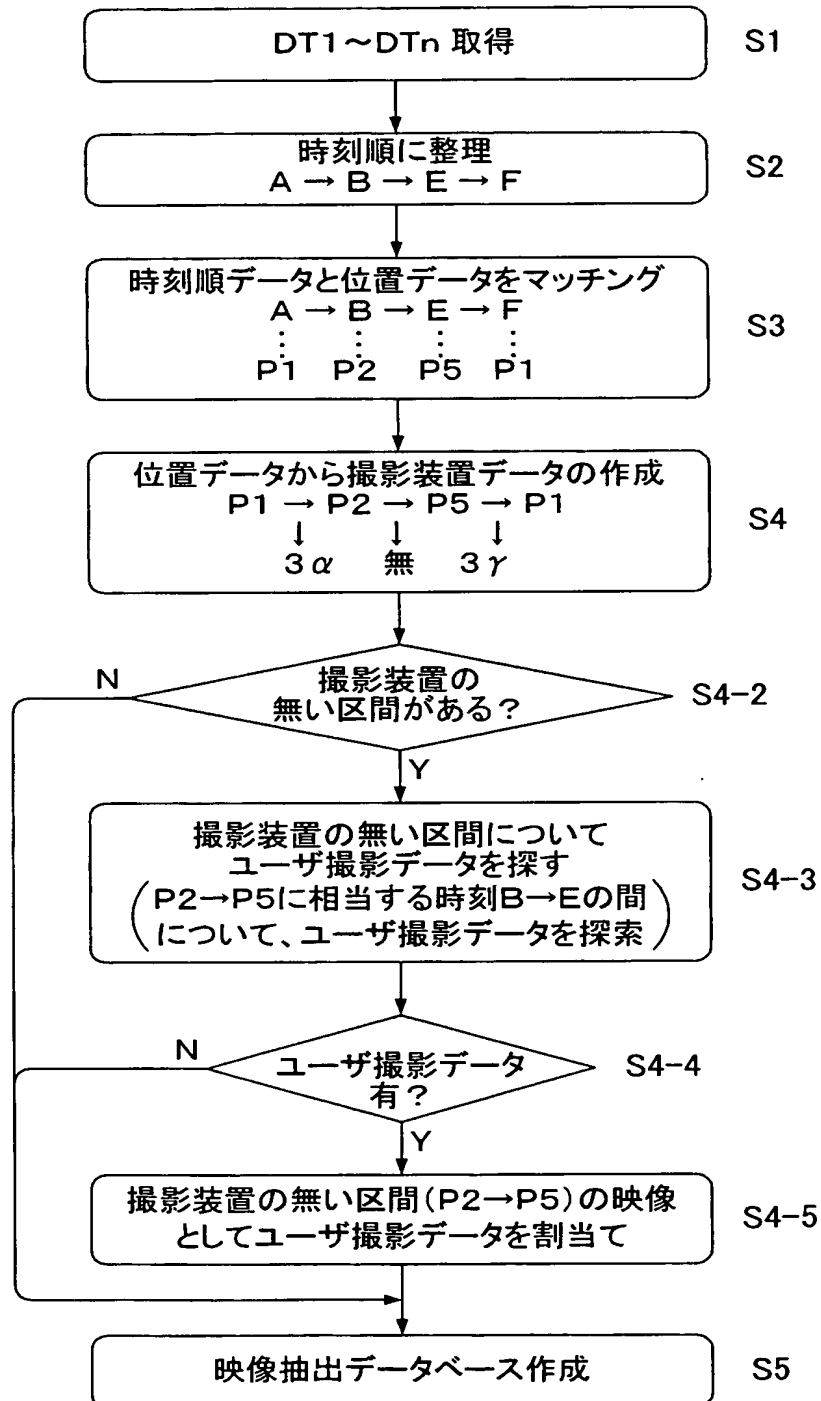 DT1～DTn 取得
S1
時刻順に整理
A → B → E → F
S2
時刻順データと位置データをマッチング
A → B → E → F
P1 P2 P5 P1
S3
位置データから撮影装置データの作成
P1 → P2 → P5 → P1
↓ ↓ ↓
3α 無 3γ
S4
N
撮影装置の
無い区間がある？
S4-2
Y
撮影装置の無い区間について
ユーザ撮影データを探す
(P2→P5に相当する時刻B→Eの間
について、ユーザ撮影データを探索)
S4-3
N
ユーザ撮影データ
有？
S4-4
Y
撮影装置の無い区間(P2→P5)の映像
としてユーザ撮影データを割当て
S4-5
映像抽出データベース作成
S5